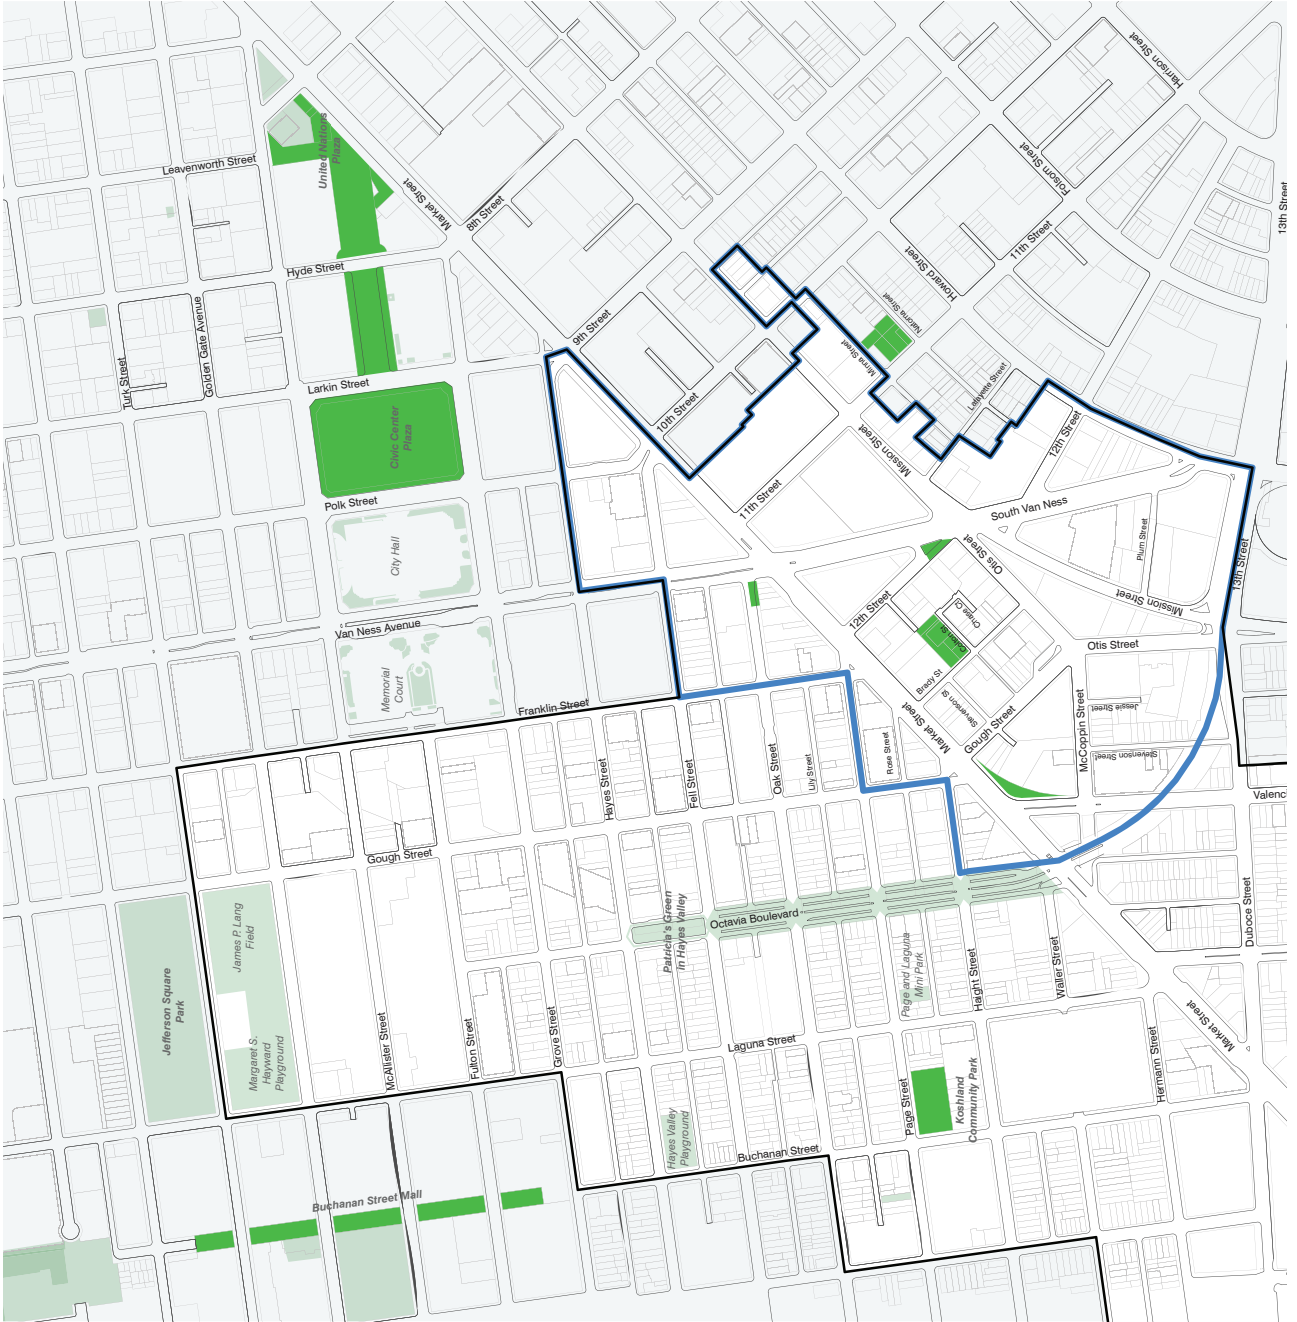 Harrison Street
United Nations
Plaza
Leavenworth Street
Market Street
8th Street
Folsom Street
13th Street
11th Street
Howard Street
Hyde Street
Natoma Street
9th Street
Minna Street
Golden Gate Avenue
Turk Street
Larkin Street
Lafayette Street
10th Street
Civic Center
Plaza
12th Street
Mission Street
Polk Street
11th Street
South Van Ness
City Hall
Plum Street
Otis Street
13th Street
Mission Street
Chase Ct
12th Street
Colton St
Van Ness Avenue
Otis Street
Memorial
Court
Brady St
Stevenson St
Franklin Street
Market Street
Gough Street
McCoppin Street
Jessie Street
Stevenson Street
Rose Street
Lily Street
Oak Street
Fell Street
Hayes Street
Valenc
Gough Street
Patricia's Green
in Hayes Valley
Octavia Boulevard
James P. Lang
Field
Duboce Street
Page and Laguna
Mini Park
Haight Street
Waller Street
Jefferson Square
Park
Margaret S.
Hayward
Playground
McAllister Street
Fulton Street
Grove Street
Laguna Street
Market Street
Hermann Street
Page Street
Koshland
Community Park
Hayes Valley
Playground
Buchanan Street
Buchanan Street Mall